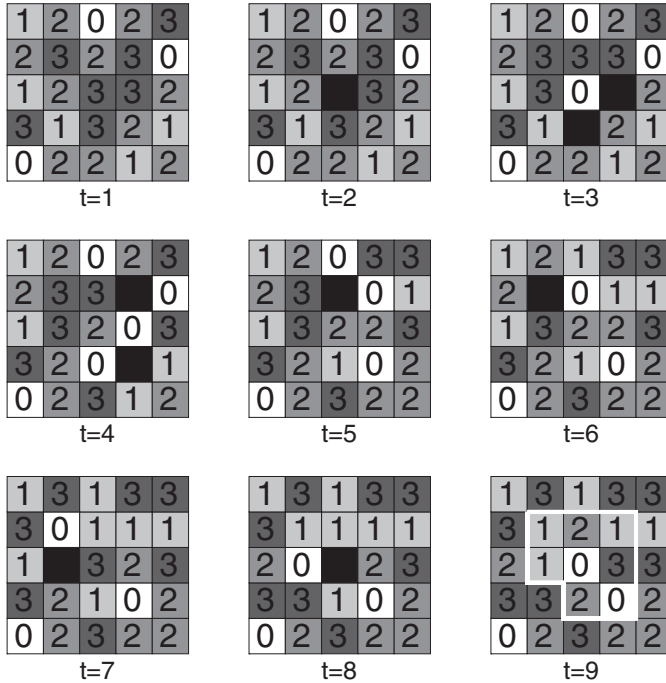 1 2 0 2 3
2 3 2 3 0
1 2 3 3 2
3 1 3 2 1
0 2 2 1 2
t=1
1 2 0 2 3
2 3 2 3 0
1 2 3 2
3 1 3 2 1
0 2 2 1 2
t=2
1 2 0 2 3
2 3 3 3 0
1 3 0 2
3 1 2 1
0 2 2 1 2
t=3
1 2 0 2 3
2 3 3 0
1 3 2 0 3
3 2 0 1
0 2 3 1 2
t=4
1 2 0 3 3
2 3 0 1
1 3 2 2 3
3 2 1 0 2
0 2 3 2 2
t=5
1 2 1 3 3
2 0 1 1
1 3 2 2 3
3 2 1 0 2
0 2 3 2 2
t=6
1 3 1 3 3
3 0 1 1 1
1 3 2 3
3 2 1 0 2
0 2 3 2 2
t=7
1 3 1 3 3
3 1 1 1 1
2 0 2 3
3 3 1 0 2
0 2 3 2 2
t=8
1 3 1 3 3
3 1 2 1 1
2 1 0 3 3
3 3 2 0 2
0 2 3 2 2
t=9